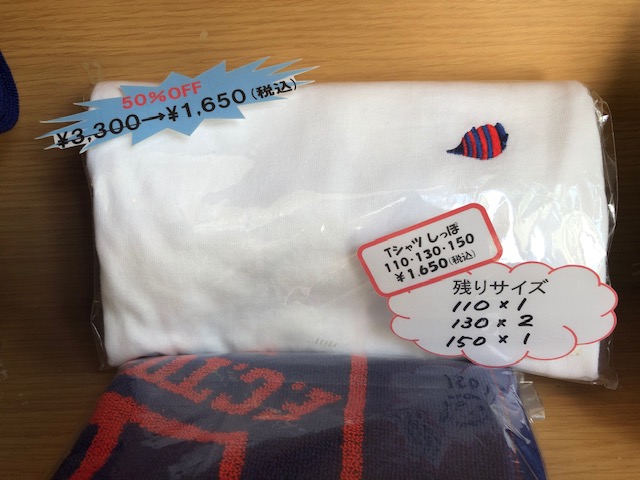 50%OFF
¥3,300→¥1,650(税込)
Tシャツ しっぽ
110・130・150
¥1,650(税込)
残りサイズ
110 × 1
130 × 2
150 × 1
F.C.T